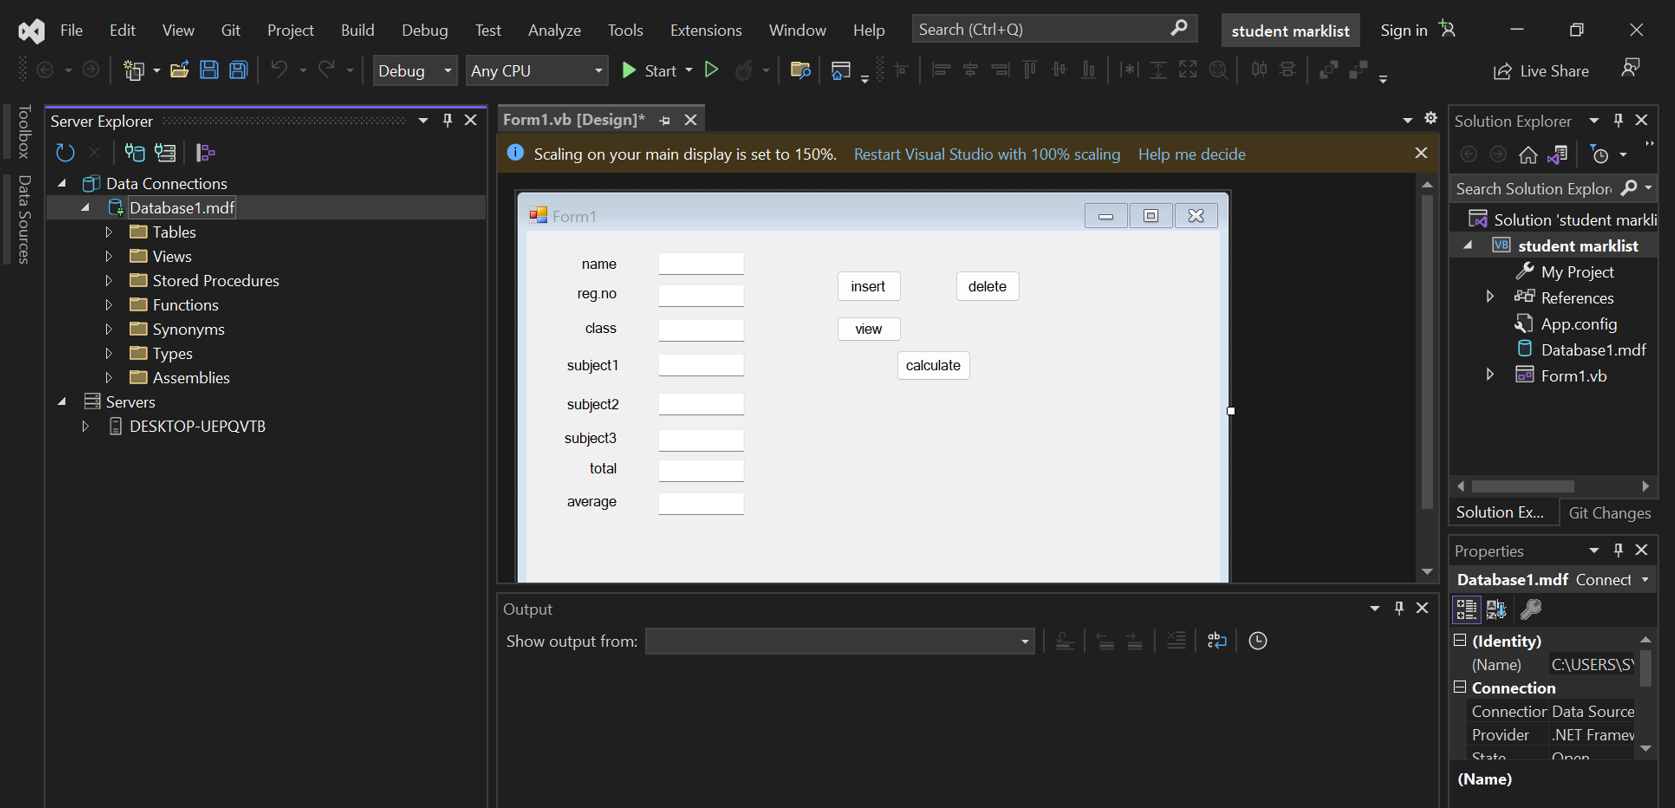 File Edit View Git Project Build Debug Test Analyze Tools Extensions Window Help Search (Ctrl+Q) student marklist Sign in
Debug Any CPU Start Live Share
Toolbox
Data Sources
Server Explorer
Data Connections
Database1.mdf
Tables
Views
Stored Procedures
Functions
Synonyms
Types
Assemblies
Servers
DESKTOP-UEPQVTB
Form1.vb [Design]*
Scaling on your main display is set to 150%. Restart Visual Studio with 100% scaling Help me decide
Form1
name
reg.no
class
subject1
subject2
subject3
total
average
insert delete
view
calculate
Output
Show output from:
Solution Explorer
Search Solution Explor
Solution 'student markli
VB student marklist
My Project
References
App.config
Database1.mdf
Form1.vb
Solution Ex... Git Changes
Properties
Database1.mdf Connect
(Identity)
(Name) C:\USERS\S
Connection
Connection Data Source
Provider .NET Framew
State Open
(Name)